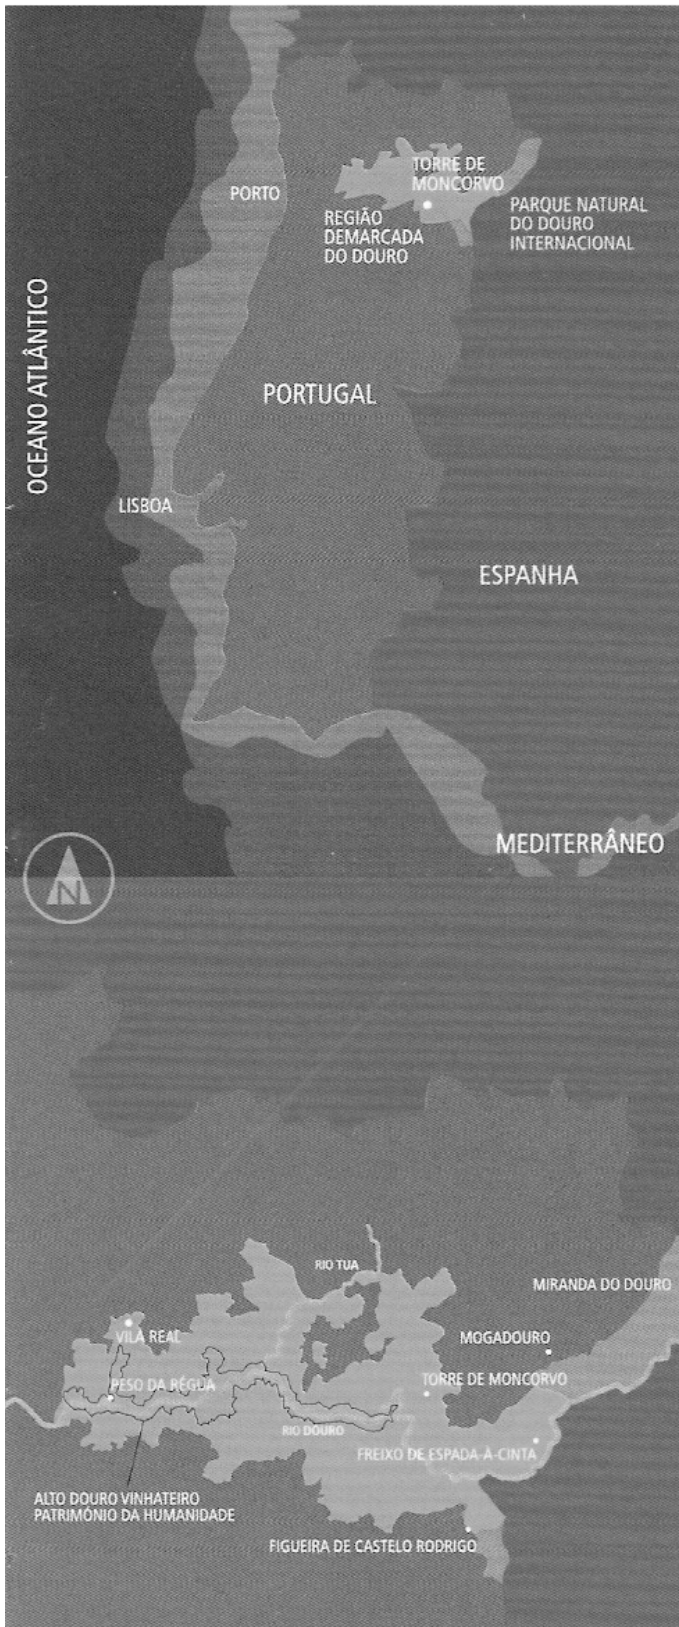 TORRE DE
MONCORVO
PORTO
PARQUE NATURAL
DO DOURO
INTERNACIONAL
REGIÃO
DEMARCADA
DO DOURO
OCEANO ATLÂNTICO
PORTUGAL
LISBOA
ESPANHA
MEDITERRÂNEO
N
RIO TUA
MIRANDA DO DOURO
VILA REAL
MOGADOURO
PESO DA RÉGUA
TORRE DE MONCORVO
RIO DOURO
FREIXO DE ESPADA-À-CINTA
ALTO DOURO VINHATEIRO
PATRIMÓNIO DA HUMANIDADE
FIGUEIRA DE CASTELO RODRIGO